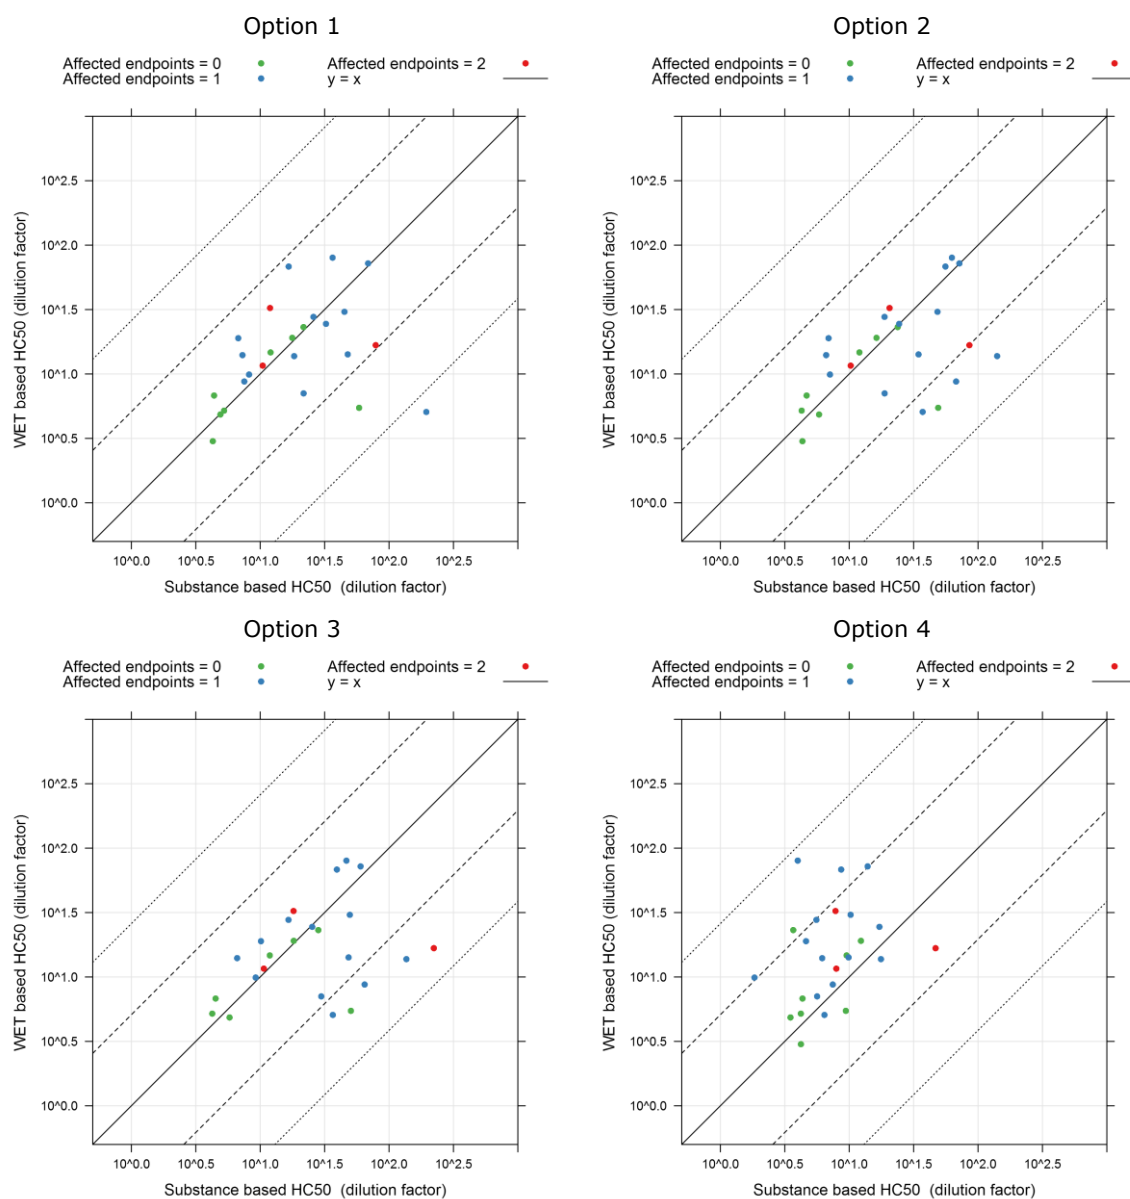 Option 1
Affected endpoints = 0
Affected endpoints = 2
Affected endpoints = 1
y = x
10^2.5
10^2.0
10^1.5
10^1.0
10^0.5
10^0.0
WET based HC50 (dilution factor)
10^0.0 10^0.5 10^1.0 10^1.5 10^2.0 10^2.5
Substance based HC50 (dilution factor)
Option 2
Affected endpoints = 0
Affected endpoints = 2
Affected endpoints = 1
y = x
10^2.5
10^2.0
10^1.5
10^1.0
10^0.5
10^0.0
WET based HC50 (dilution factor)
10^0.0 10^0.5 10^1.0 10^1.5 10^2.0 10^2.5
Substance based HC50 (dilution factor)
Option 3
Affected endpoints = 0
Affected endpoints = 2
Affected endpoints = 1
y = x
10^2.5
10^2.0
10^1.5
10^1.0
10^0.5
10^0.0
WET based HC50 (dilution factor)
10^0.0 10^0.5 10^1.0 10^1.5 10^2.0 10^2.5
Substance based HC50 (dilution factor)
Option 4
Affected endpoints = 0
Affected endpoints = 2
Affected endpoints = 1
y = x
10^2.5
10^2.0
10^1.5
10^1.0
10^0.5
10^0.0
WET based HC50 (dilution factor)
10^0.0 10^0.5 10^1.0 10^1.5 10^2.0 10^2.5
Substance based HC50 (dilution factor)